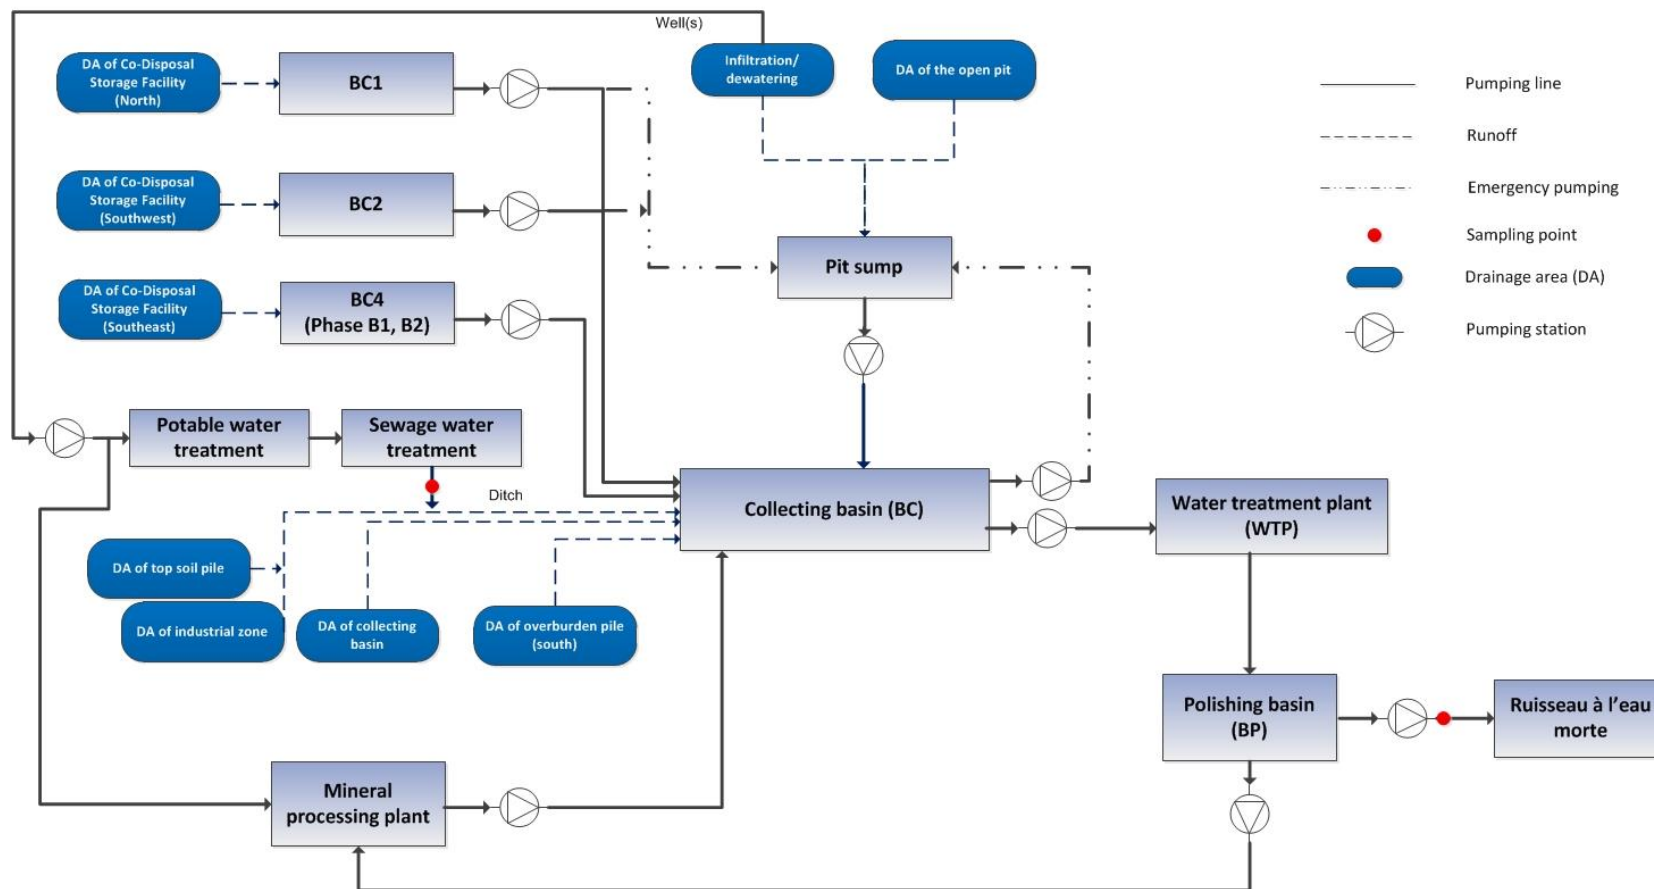 Well(s)
DA of Co-Disposal
Storage Facility
(North)
BC1
Infiltration/
dewatering
DA of the open pit
Pumping line
Runoff
Emergency pumping
Sampling point
Drainage area (DA)
Pumping station
DA of Co-Disposal
Storage Facility
(Southwest)
BC2
Pit sump
DA of Co-Disposal
Storage Facility
(Southeast)
BC4
(Phase B1, B2)
Potable water
treatment
Sewage water
treatment
Ditch
Collecting basin (BC)
Water treatment plant
(WTP)
DA of top soil pile
DA of industrial zone
DA of collecting
basin
DA of overburden pile
(south)
Polishing basin
(BP)
Ruisseau à l’eau
morte
Mineral
processing plant